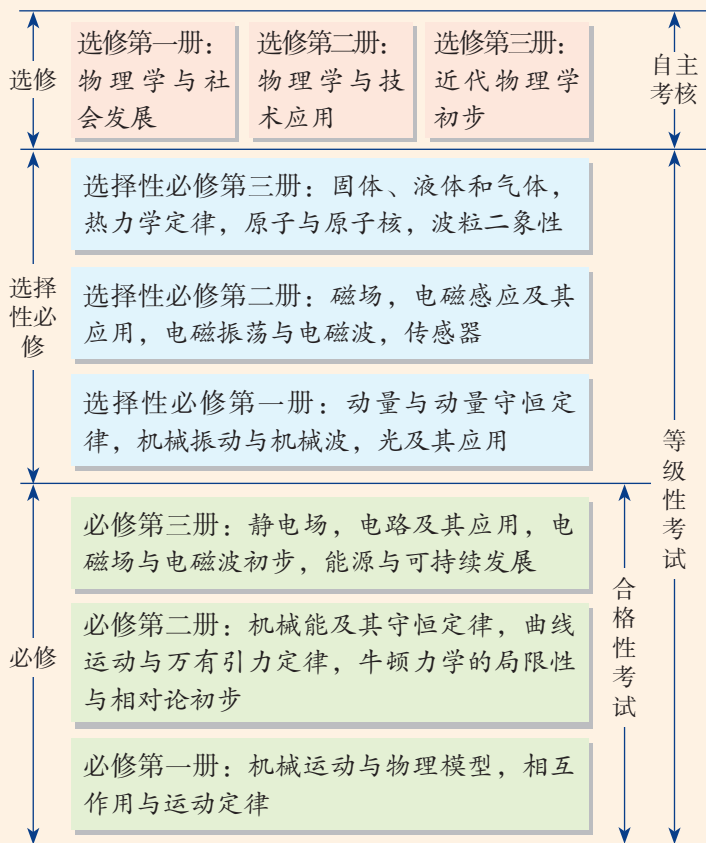 选修
选修第一册：
物理学与社
会发展
选修第二册：
物理学与技
术应用
选修第三册：
近代物理学
初步
自主
考核
选择
性必
修
选择性必修第三册：固体、液体和气体，
热力学定律，原子与原子核，波粒二象性
选择性必修第二册：磁场，电磁感应及其
应用，电磁振荡与电磁波，传感器
选择性必修第一册：动量与动量守恒定
律，机械振动与机械波，光及其应用
等
级
性
考
试
必修
必修第三册：静电场，电路及其应用，电
磁场与电磁波初步，能源与可持续发展
必修第二册：机械能及其守恒定律，曲线
运动与万有引力定律，牛顿力学的局限性
与相对论初步
必修第一册：机械运动与物理模型，相互
作用与运动定律
合
格
性
考
试